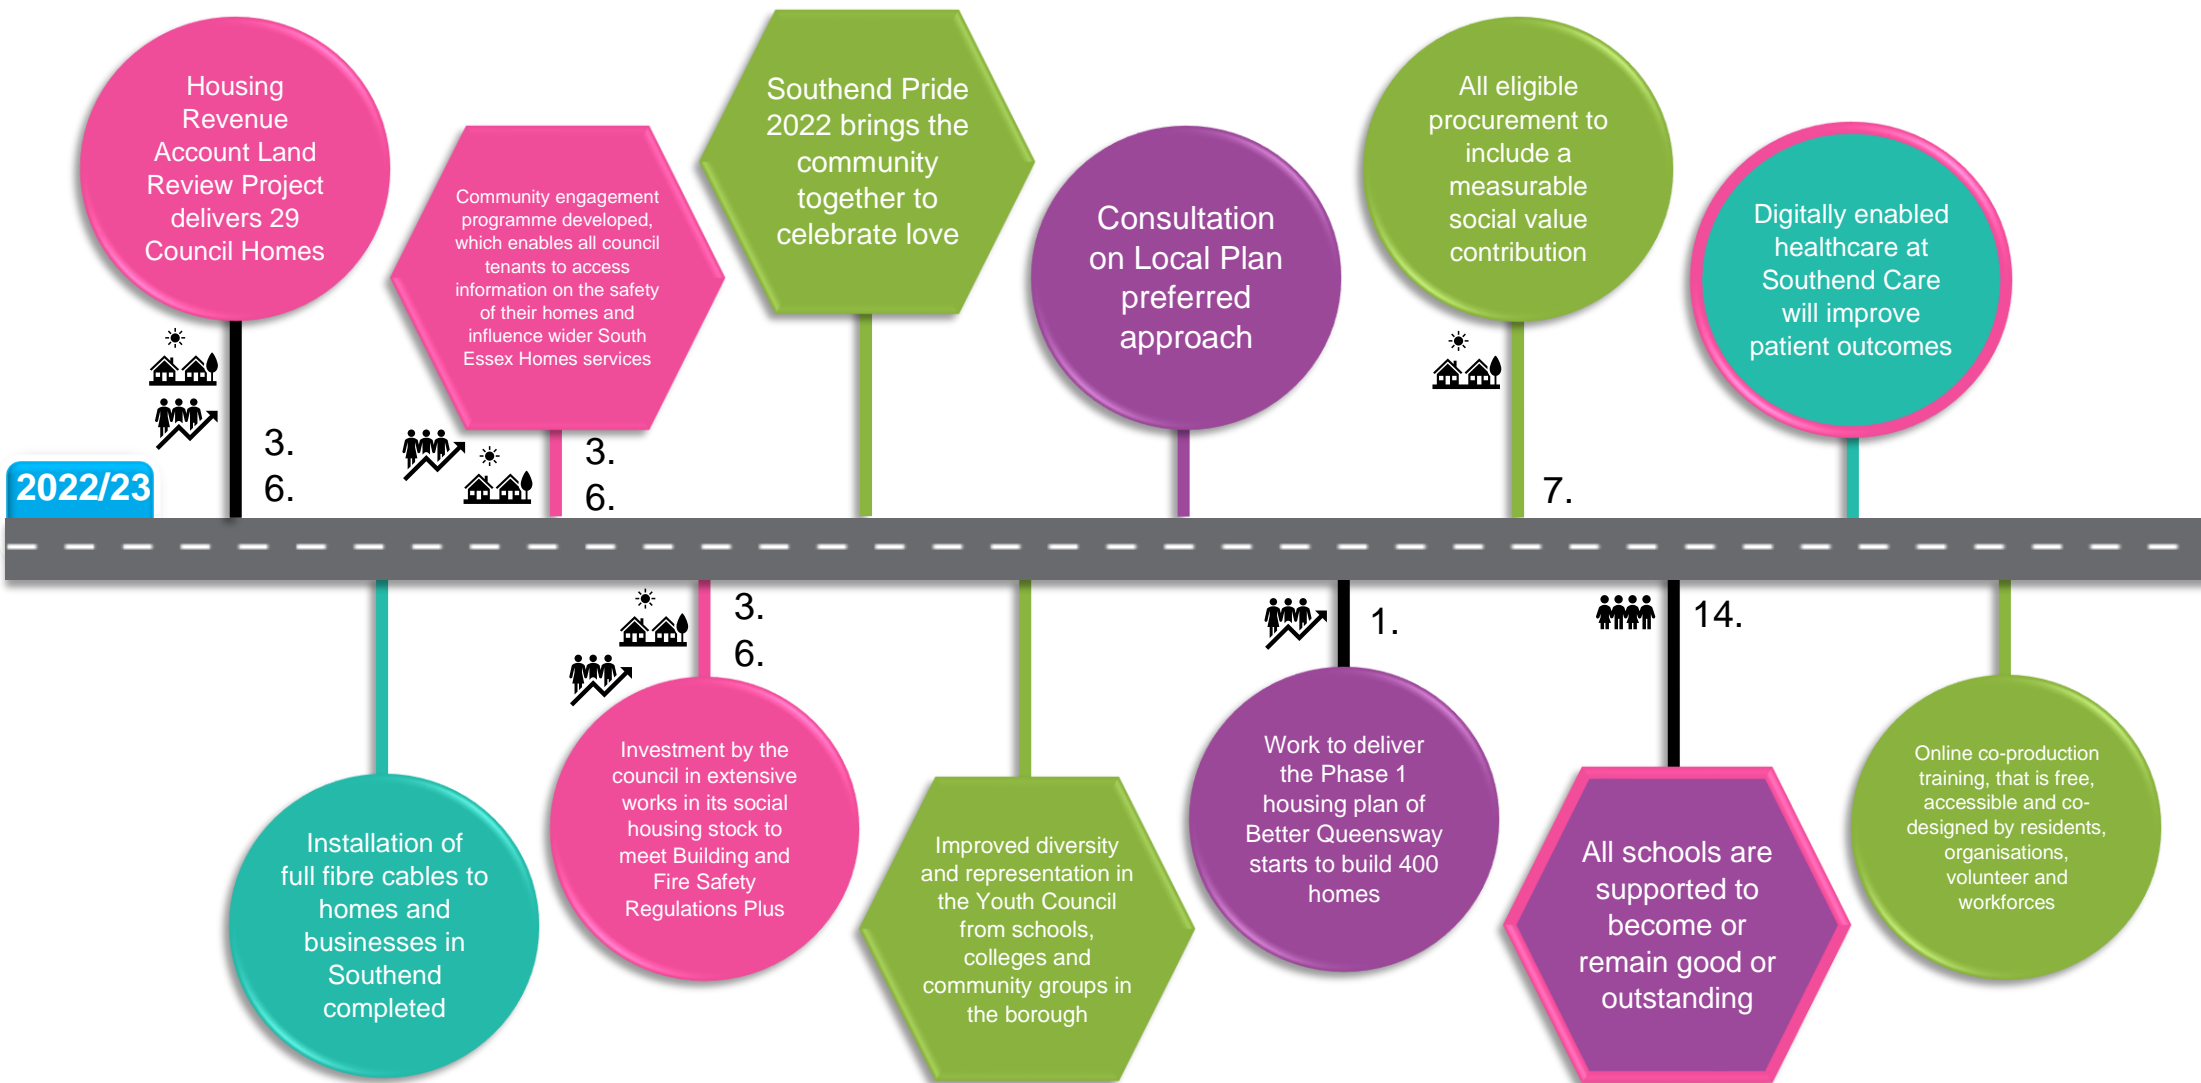 Housing
Revenue
Account Land
Review Project
delivers 29
Council Homes
3.
6.
2022/23
Community engagement
programme developed,
which enables all council
tenants to access
information on the safety
of their homes and
influence wider South
Essex Homes services
3.
6.
Southend Pride
2022 brings the
community
together to
celebrate love
Consultation
on Local Plan
preferred
approach
All eligible
procurement to
include a
measurable
social value
contribution
7.
Digitally enabled
healthcare at
Southend Care
will improve
patient outcomes
Installation of
full fibre cables to
homes and
businesses in
Southend
completed
3.
6.
Investment by the
council in extensive
works in its social
housing stock to
meet Building and
Fire Safety
Regulations Plus
Improved diversity
and representation in
the Youth Council
from schools,
colleges and
community groups in
the borough
1.
Work to deliver
the Phase 1
housing plan of
Better Queensway
starts to build 400
homes
14.
All schools are
supported to
become or
remain good or
outstanding
Online co-production
training, that is free,
accessible and co-
designed by residents,
organisations,
volunteer and
workforces